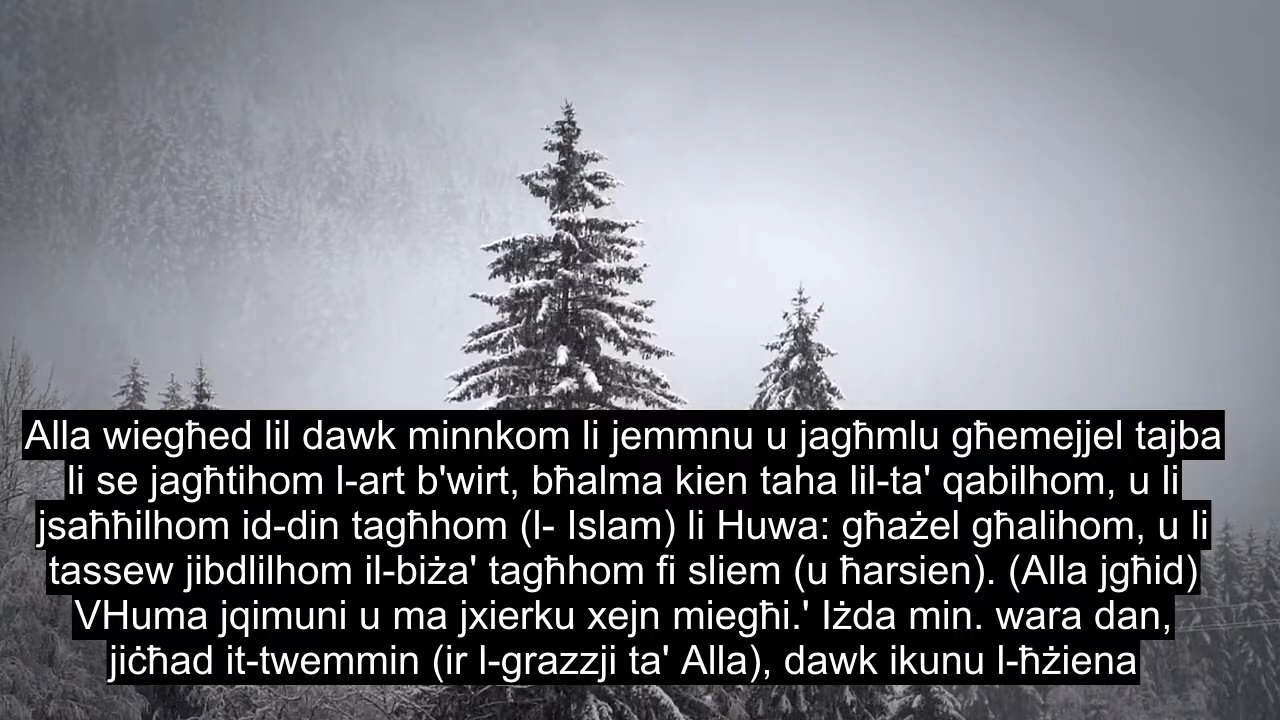 Alla wiegħed lil dawk minnkom li jemmnu u jagħmlu għemejjel tajba
li se jagħtihom l-art b'wirt, bħalma kien taha lil-ta' qabilhom, u li
jsaħħilhom id-din tagħhom (l- Islam) li Huwa: għażel għalihom, u li
tassew jibdlilhom il-biża' tagħhom fi sliem (u ħarsien). (Alla jgħid)
VHuma jqimuni u ma jxierku xejn miegħi.' Iżda min. wara dan,
jiċħad it-twemmin (ir l-grazzji ta' Alla), dawk ikunu l-ħżiena